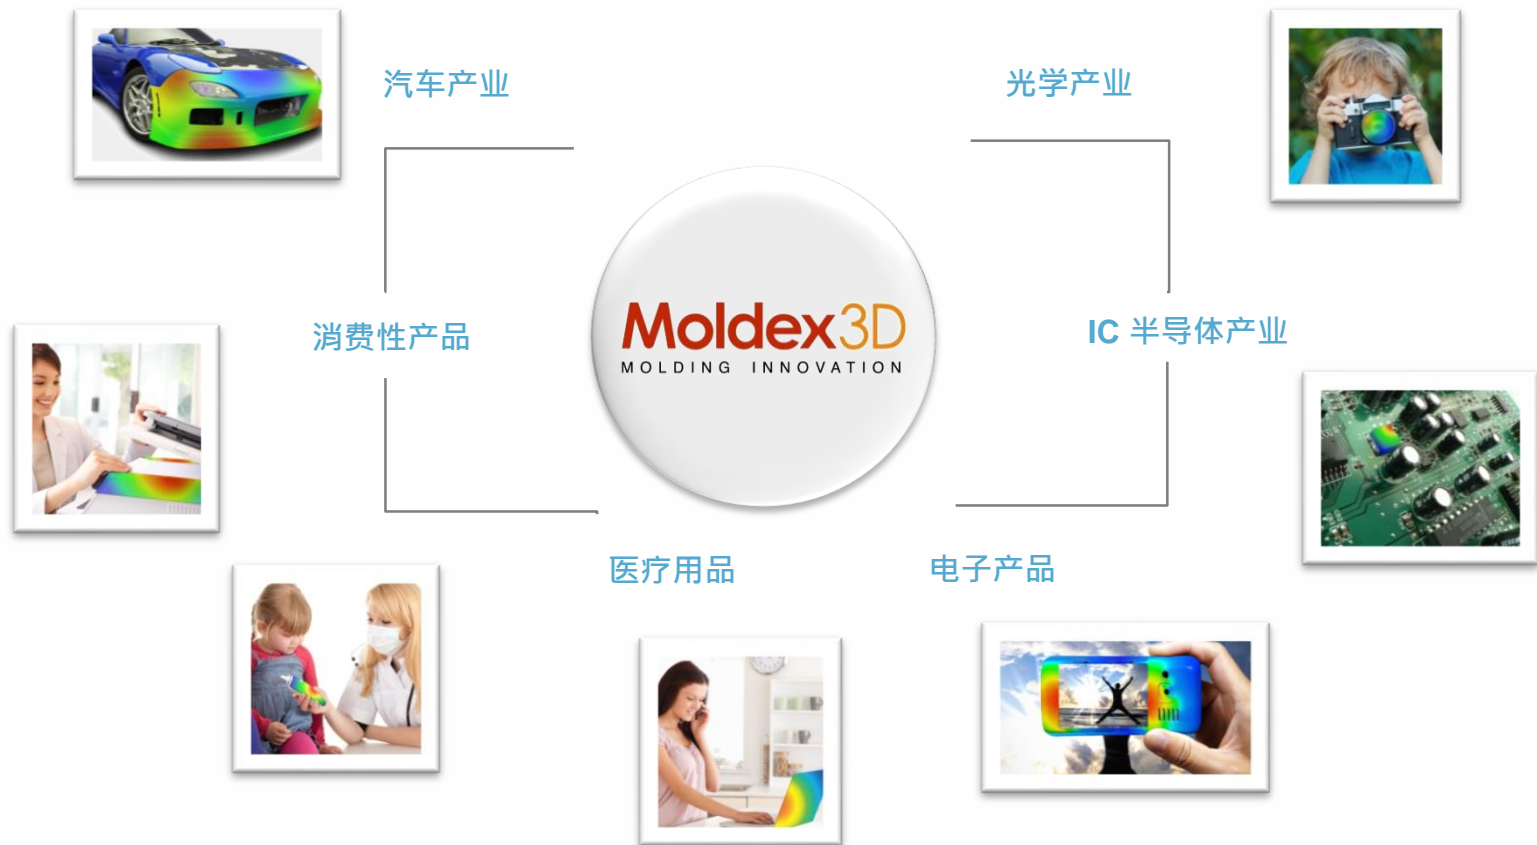 汽车产业
光学产业
Moldex3D
MOLDING INNOVATION
消费性产品
IC 半导体产业
医疗用品
电子产品